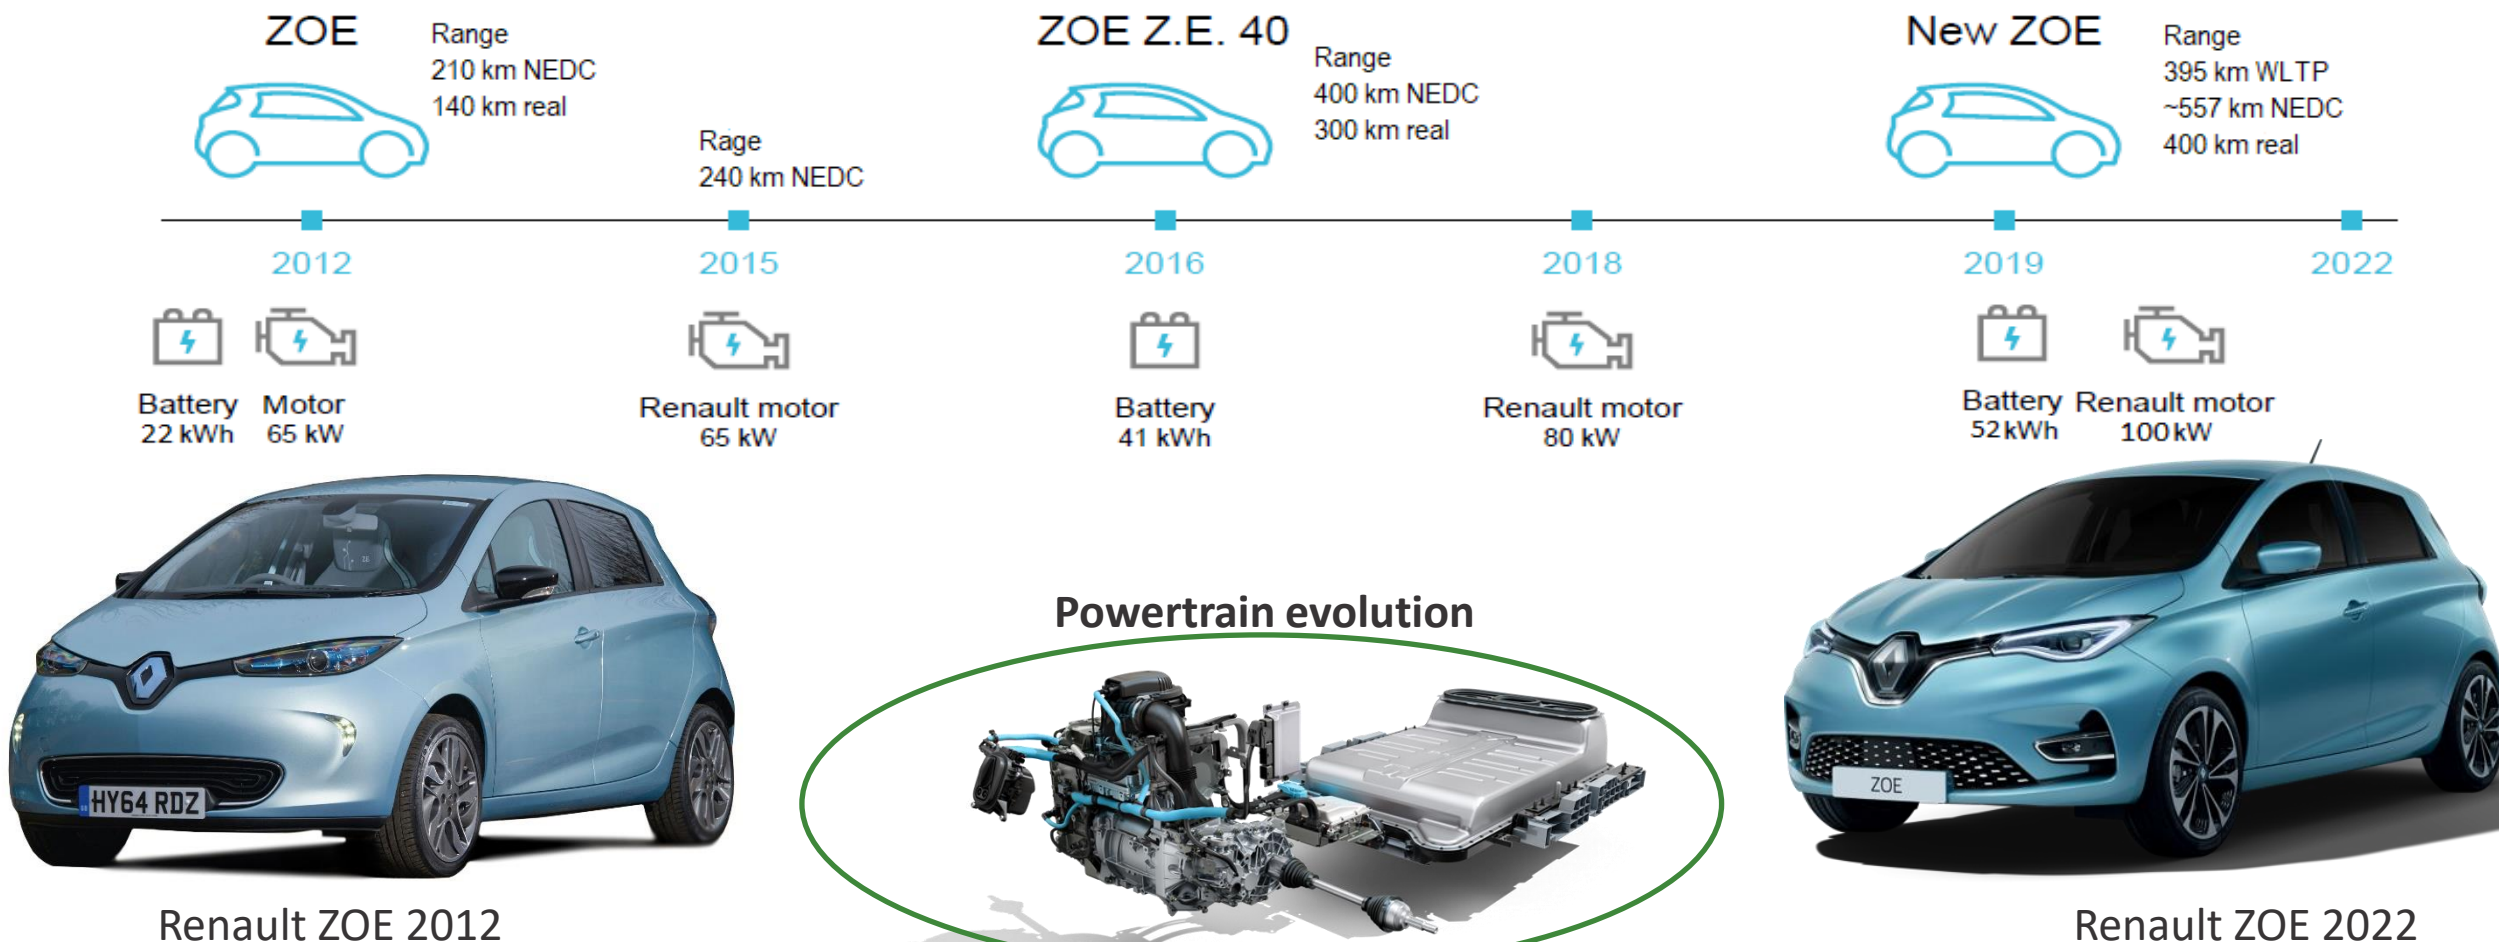 ZOE
Range
210 km NEDC
140 km real
Rage
240 km NEDC
ZOE Z.E. 40
Range
400 km NEDC
300 km real
New ZOE
Range
395 km WLTP
~557 km NEDC
400 km real
2012
2015
2016
2018
2019
2022
Battery
22 kWh
Motor
65 kW
Renault motor
65 kW
Battery
41 kWh
Renault motor
80 kW
Battery
52 kWh
Renault motor
100 kW
Powertrain evolution
HY64 RDZ
ZOE
Renault ZOE 2012
Renault ZOE 2022